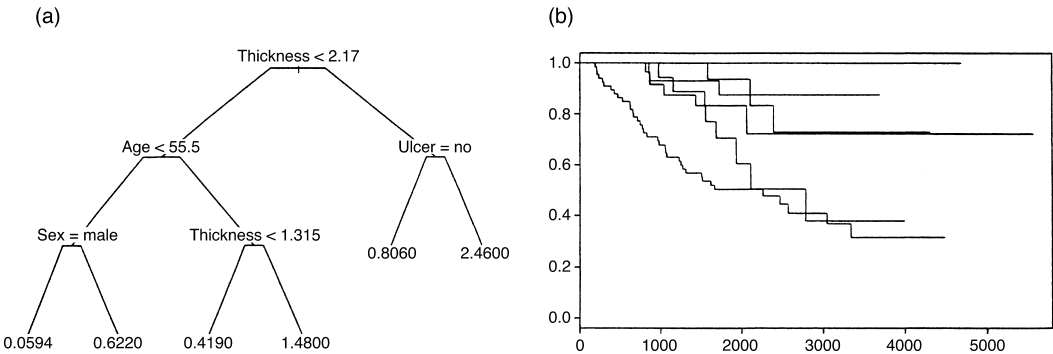 (a)
Thickness < 2.17
Age < 55.5
Ulcer = no
Sex = male
Thickness < 1.315
0.8060
2.4600
0.0594
0.6220
0.4190
1.4800
(b)
1.0
0.8
0.6
0.4
0.2
0.0
0
1000
2000
3000
4000
5000